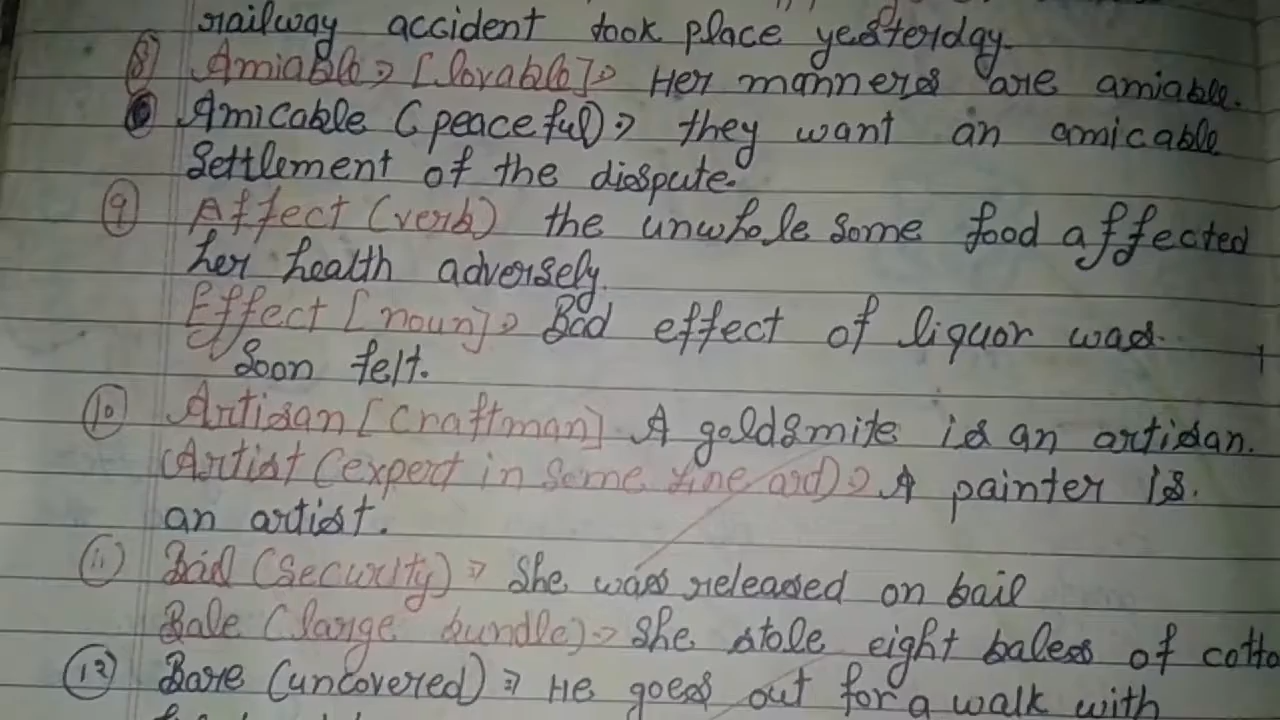 railway accident took place yesterday.
(8) Amiable => [lovable] => Her manners are amiable.
Amicable (peaceful) => they want an amicable
Settlement of the dispute.
(9) Affect (verb) the unwhole some food affected
her health adversely.
Effect [noun] => Bad effect of liquor was
Soon felt.
(10) Artisan [craftman] A goldsmite is an artisan.
(Artist (expert in some fine art) => A painter is.
an artist.
(11) Bail (Security) => She was released on bail
Bale (large bundle) => She stole eight bales of cotto
(12) Bare (uncovered) => He goes out for a walk with